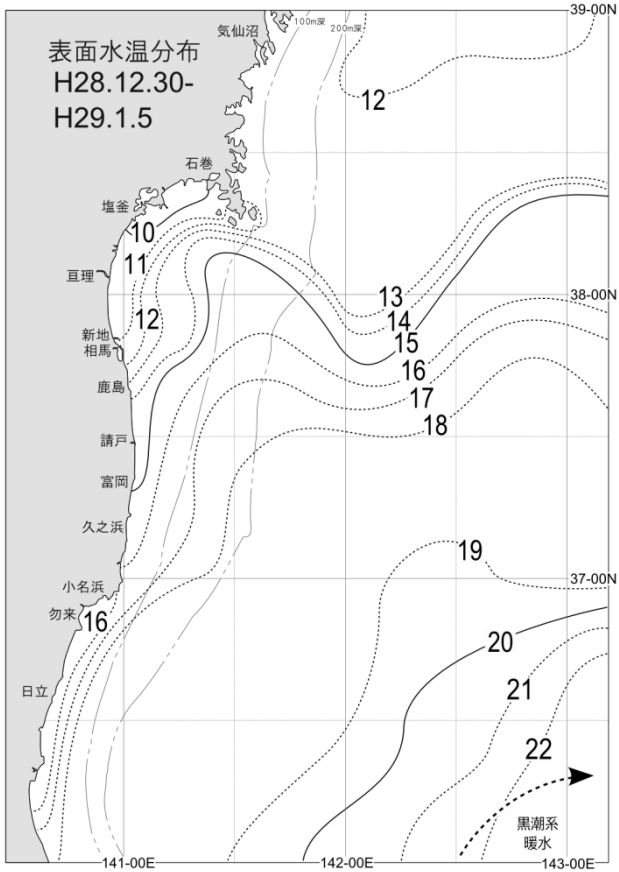 39-00N
気仙沼
100m深
200m深
表面水温分布
H28.12.30-
H29.1.5
12
石巻
塩釜
10
11
亘理
13
38-00N
12
14
新地
15
相馬
16
鹿島
17
18
請戸
富岡
久之浜
19
37-00N
小名浜
勿来
16
20
日立
21
22
黒潮系
暖水
141-00E
142-00E
143-00E